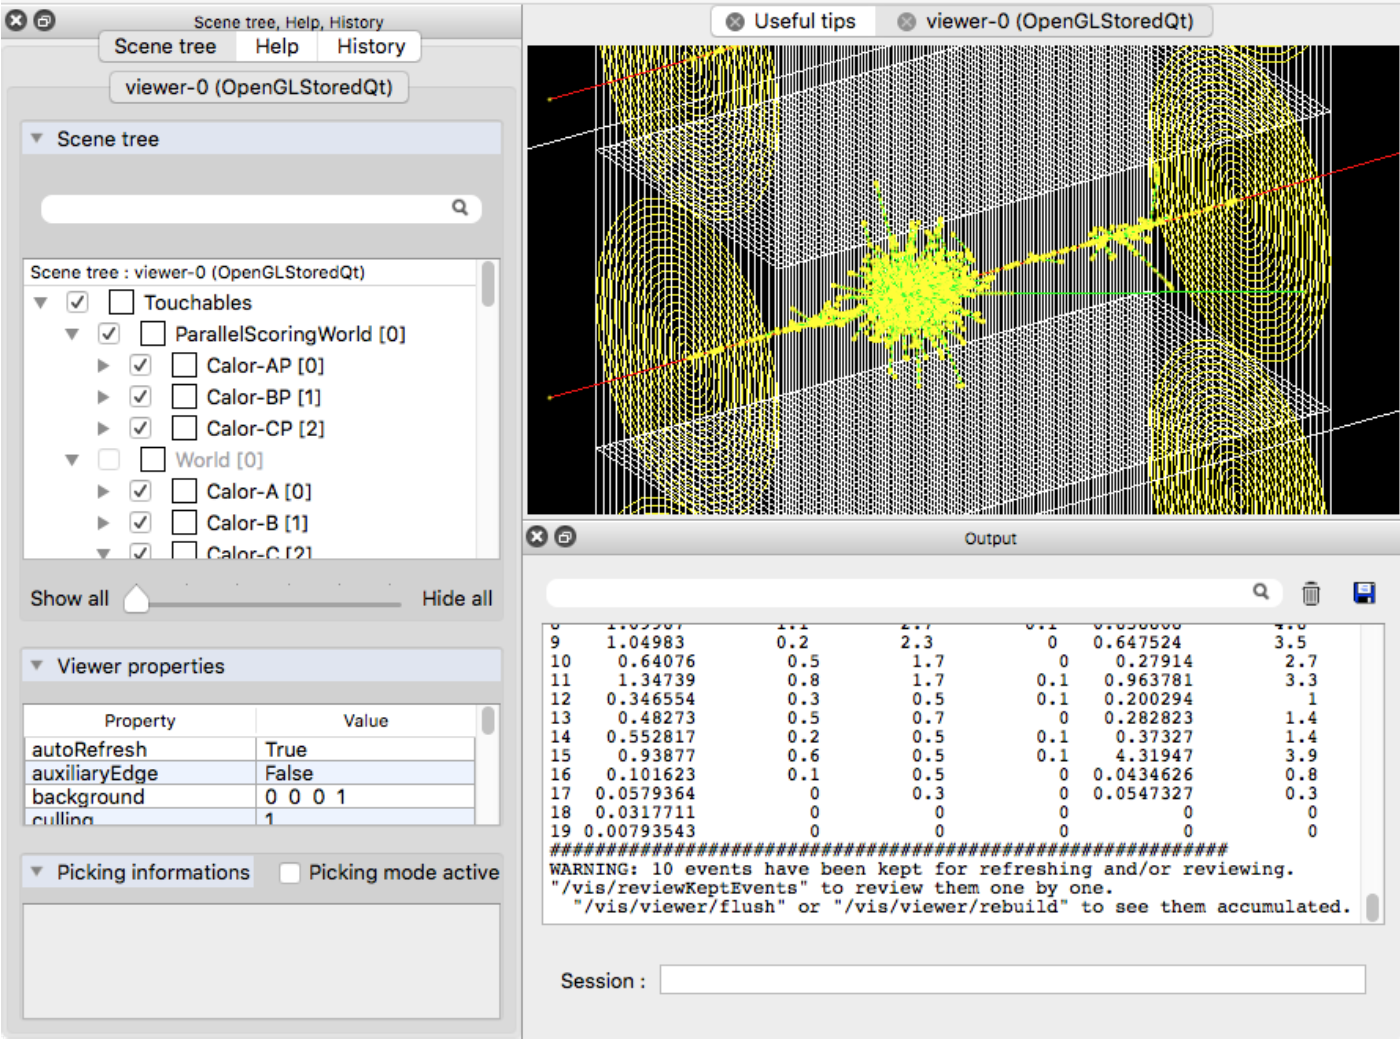 Scene tree, Help, History
Scene tree Help History
viewer-0 (OpenGLStoredQt)
Scene tree
Scene tree : viewer-0 (OpenGLStoredQt)
Touchables
ParallelScoringWorld [0]
Calor-AP [0]
Calor-BP [1]
Calor-CP [2]
World [0]
Calor-A [0]
Calor-B [1]
Calor-C [2]
Show all Hide all
Viewer properties
Property Value
autoRefresh True
auxiliaryEdge False
background 0 0 0 1
culling 1
Picking informations Picking mode active
Useful tips viewer-0 (OpenGLStoredQt)
Output
9 1.04983 0.2 2.3 0 0.647524 3.5
10 0.64076 0.5 1.7 0 0.27914 2.7
11 1.34739 0.8 1.7 0.1 0.963781 3.3
12 0.346554 0.3 0.5 0.1 0.200294 1
13 0.48273 0.5 0.7 0 0.282823 1.4
14 0.552817 0.2 0.5 0.1 0.37327 1.4
15 0.93877 0.6 0.5 0.1 4.31947 3.9
16 0.101623 0.1 0.5 0 0.0434626 0.8
17 0.0579364 0 0.3 0 0.0547327 0.3
18 0.0317711 0 0 0 0 0
19 0.00793543 0 0 0 0 0
############################################################
WARNING: 10 events have been kept for refreshing and/or reviewing.
"/vis/reviewKeptEvents" to review them one by one.
"/vis/viewer/flush" or "/vis/viewer/rebuild" to see them accumulated.
Session :